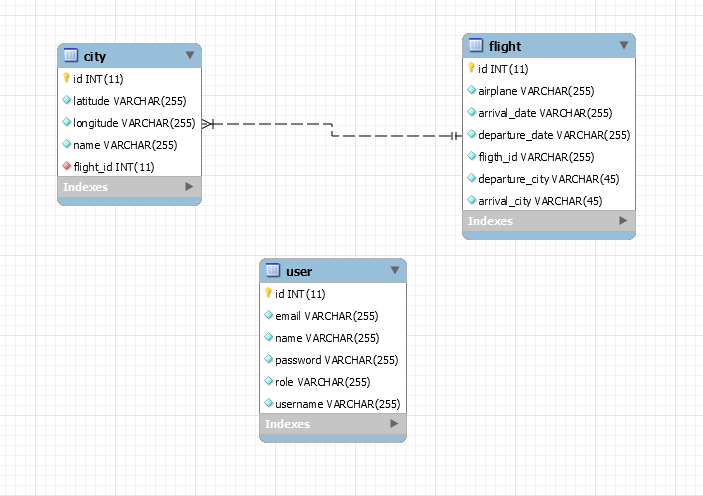 city
id INT(11)
latitude VARCHAR(255)
longitude VARCHAR(255)
name VARCHAR(255)
flight_id INT(11)
Indexes
flight
id INT(11)
airplane VARCHAR(255)
arrival_date VARCHAR(255)
departure_date VARCHAR(255)
fligth_id VARCHAR(255)
departure_city VARCHAR(45)
arrival_city VARCHAR(45)
Indexes
user
id INT(11)
email VARCHAR(255)
name VARCHAR(255)
password VARCHAR(255)
role VARCHAR(255)
username VARCHAR(255)
Indexes